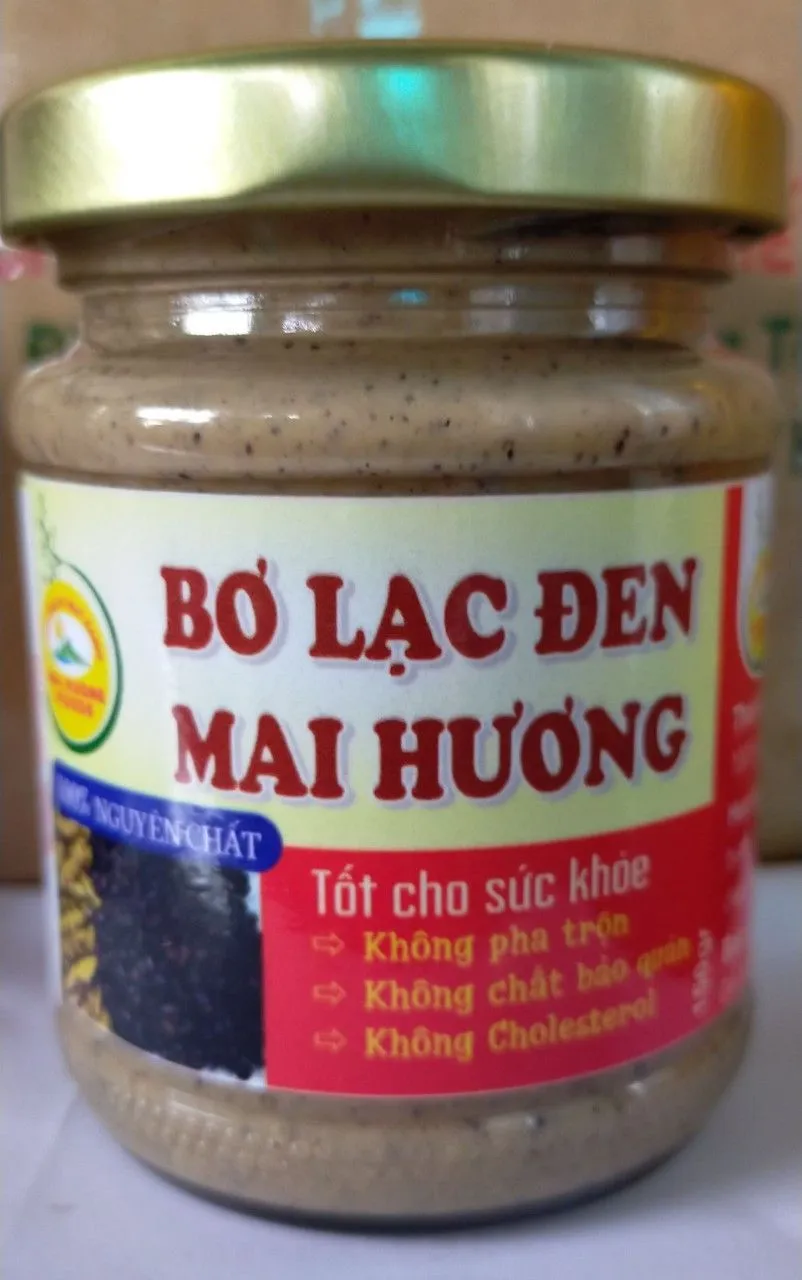 BƠ LẠC ĐEN
MAI HƯƠNG
100% NGUYÊN CHẤT
Tốt cho sức khỏe
⇨ Không pha trộn
⇨ Không chất bảo quản
⇨ Không Cholesterol